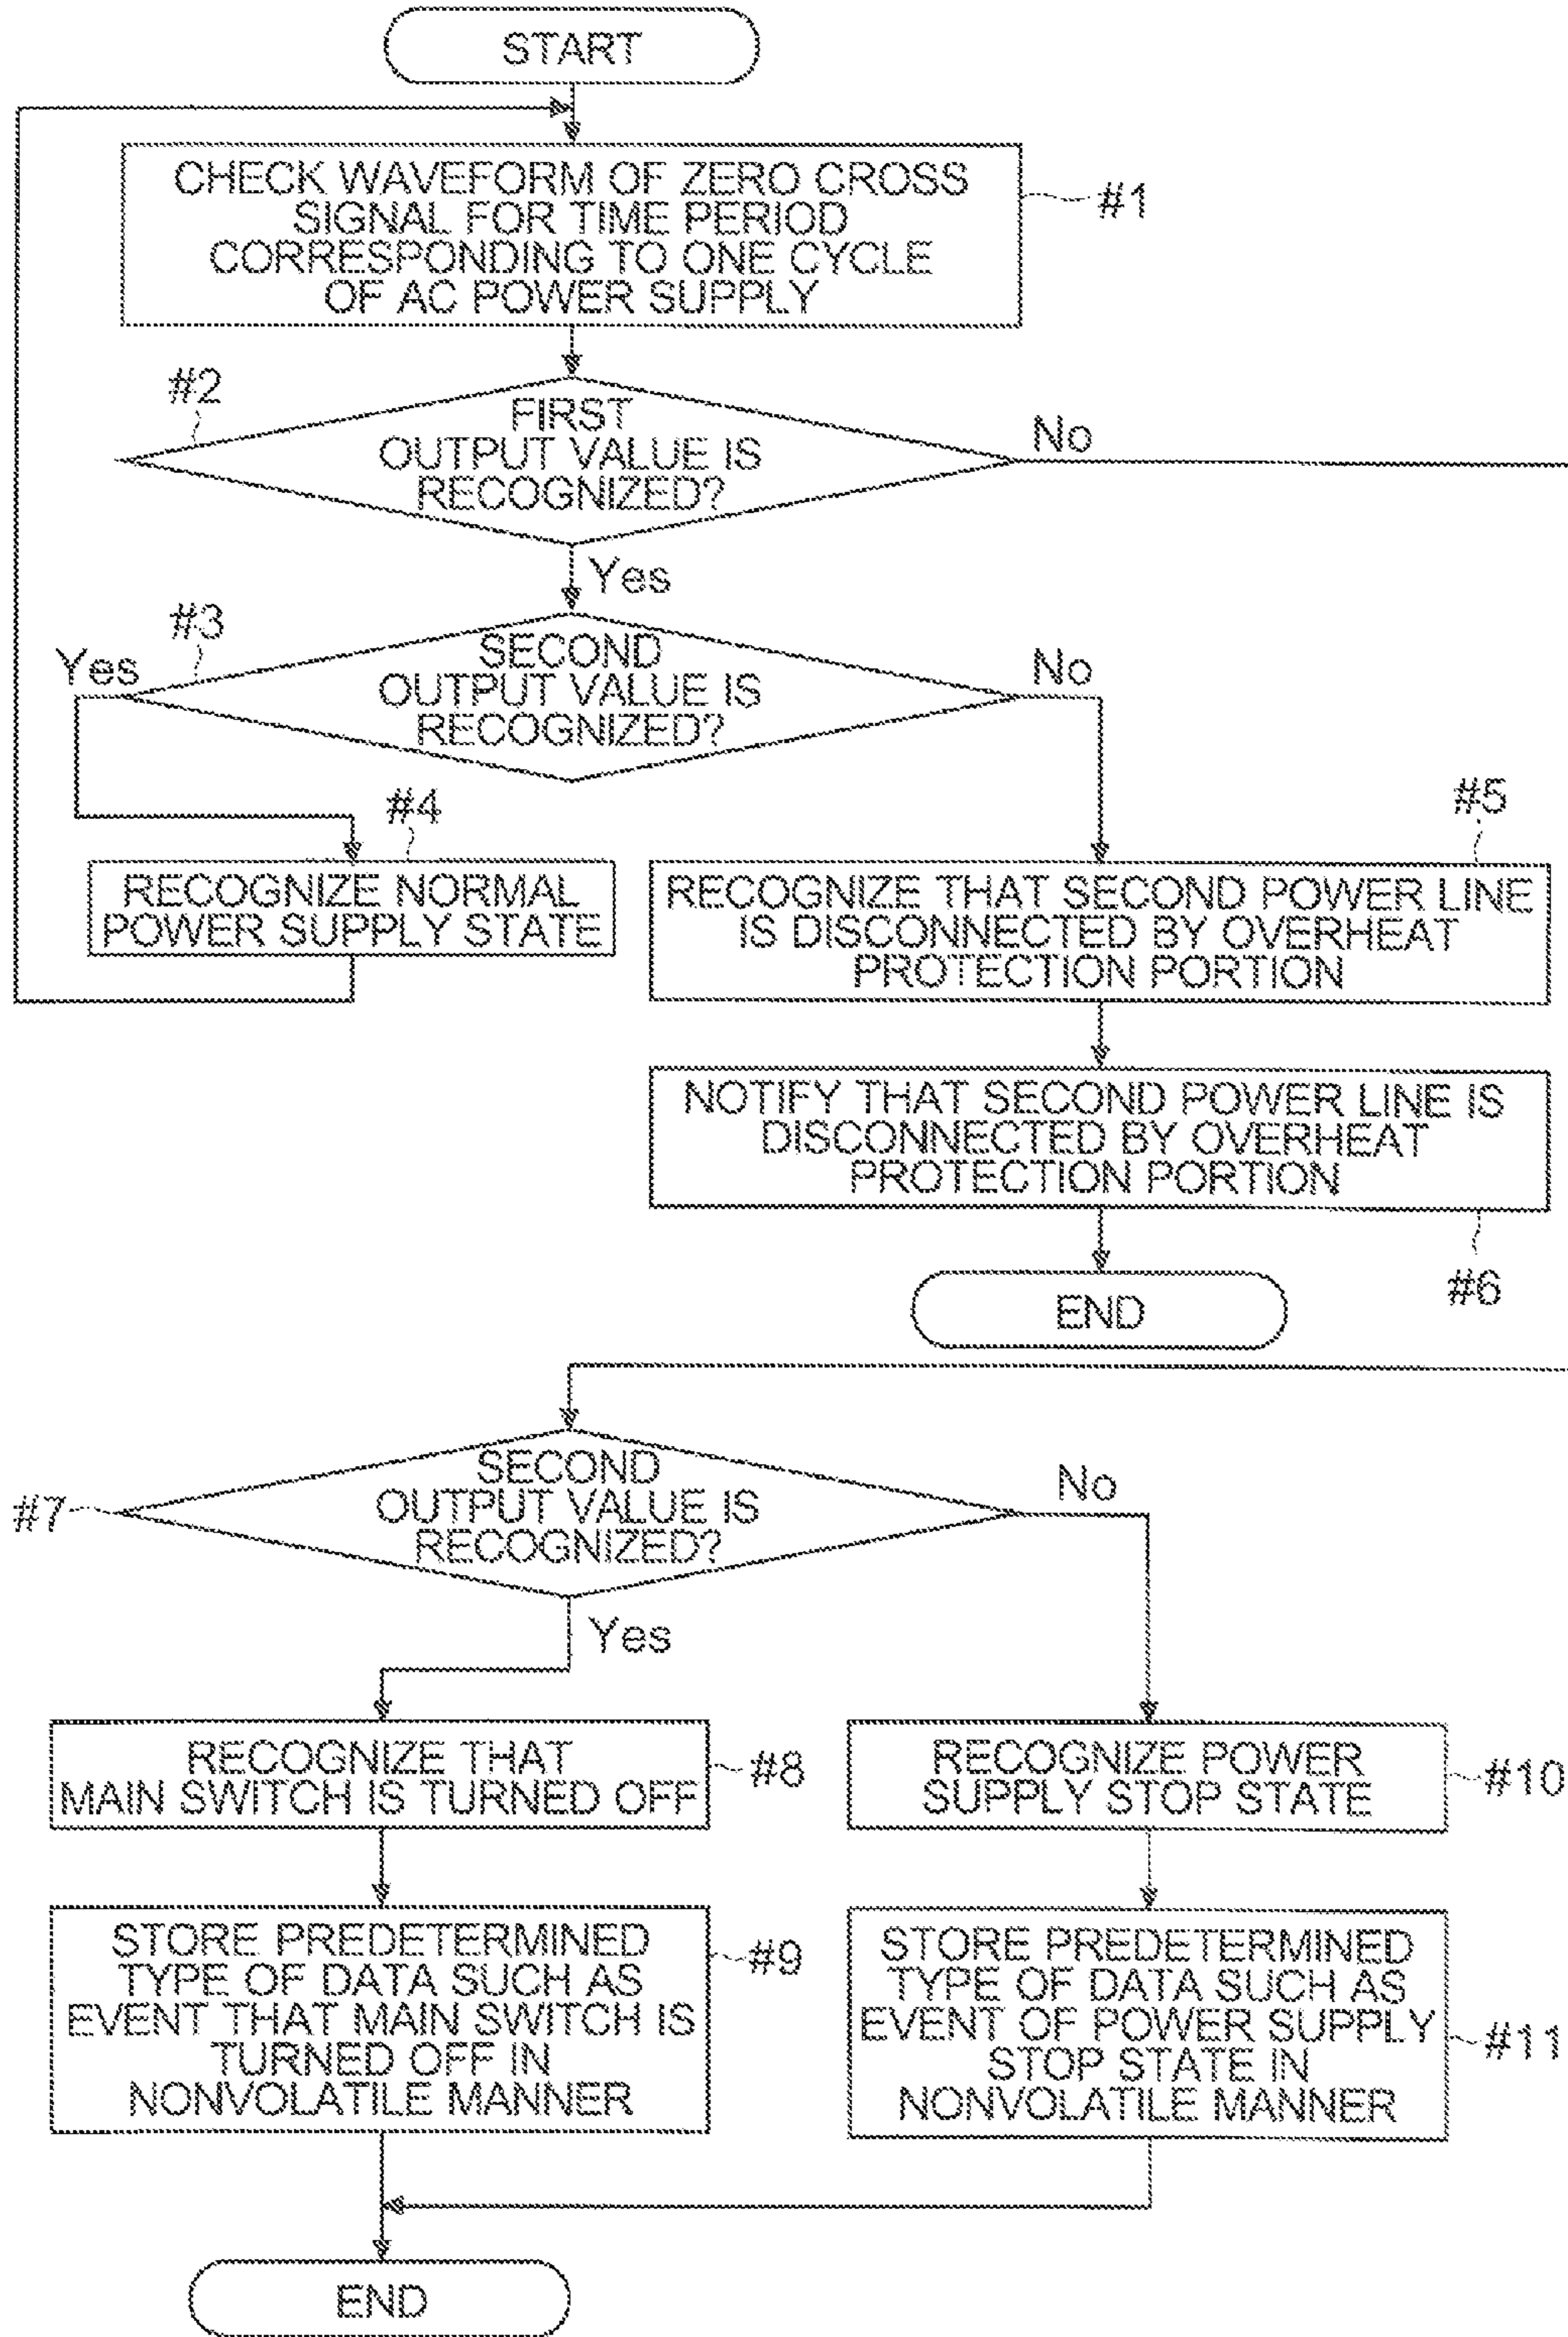 START
CHECK WAVEFORM OF ZERO CROSS
SIGNAL FOR TIME PERIOD
CORRESPONDING TO ONE CYCLE
OF AC POWER SUPPLY
#1
#2
FIRST
OUTPUT VALUE IS
RECOGNIZED?
No
Yes
#3
Yes
SECOND
OUTPUT VALUE IS
RECOGNIZED?
No
#4
RECOGNIZE NORMAL
POWER SUPPLY STATE
#5
RECOGNIZE THAT SECOND POWER LINE
IS DISCONNECTED BY OVERHEAT
PROTECTION PORTION
NOTIFY THAT SECOND POWER LINE IS
DISCONNECTED BY OVERHEAT
PROTECTION PORTION
#6
END
#7
SECOND
OUTPUT VALUE IS
RECOGNIZED?
No
Yes
RECOGNIZE THAT
MAIN SWITCH IS TURNED OFF
#8
RECOGNIZE POWER
SUPPLY STOP STATE
#10
STORE PREDETERMINED
TYPE OF DATA SUCH AS
EVENT THAT MAIN SWITCH IS
TURNED OFF IN
NONVOLATILE MANNER
#9
STORE PREDETERMINED
TYPE OF DATA SUCH AS
EVENT OF POWER SUPPLY
STOP STATE IN
NONVOLATILE MANNER
#11
END